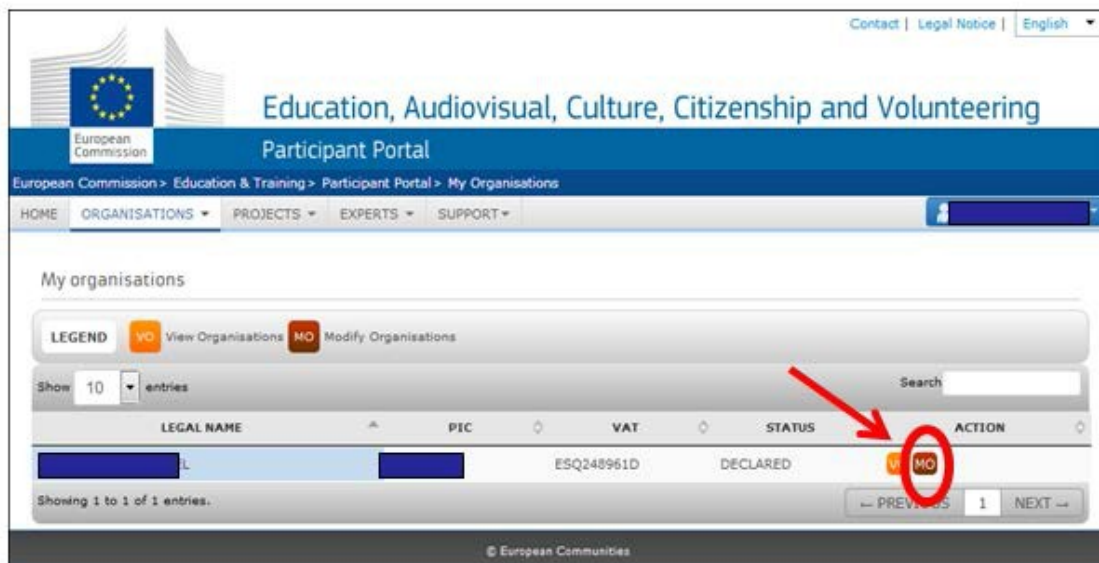 Contact | Legal Notice | English
Education, Audiovisual, Culture, Citizenship and Volunteering
European
Commission
Participant Portal
European Commission> Education & Training> Participant Portal> My Organisations
HOME ORGANISATIONS PROJECTS EXPERTS SUPPORT
My organisations
LEGEND VO View Organisations MO Modify Organisations
Show 10 entries Search
LEGAL NAME PIC VAT STATUS ACTION
L ESQ248961D DECLARED MO
Showing 1 to 1 of 1 entries. ← PREVIOUS 1 NEXT →
© European Communities